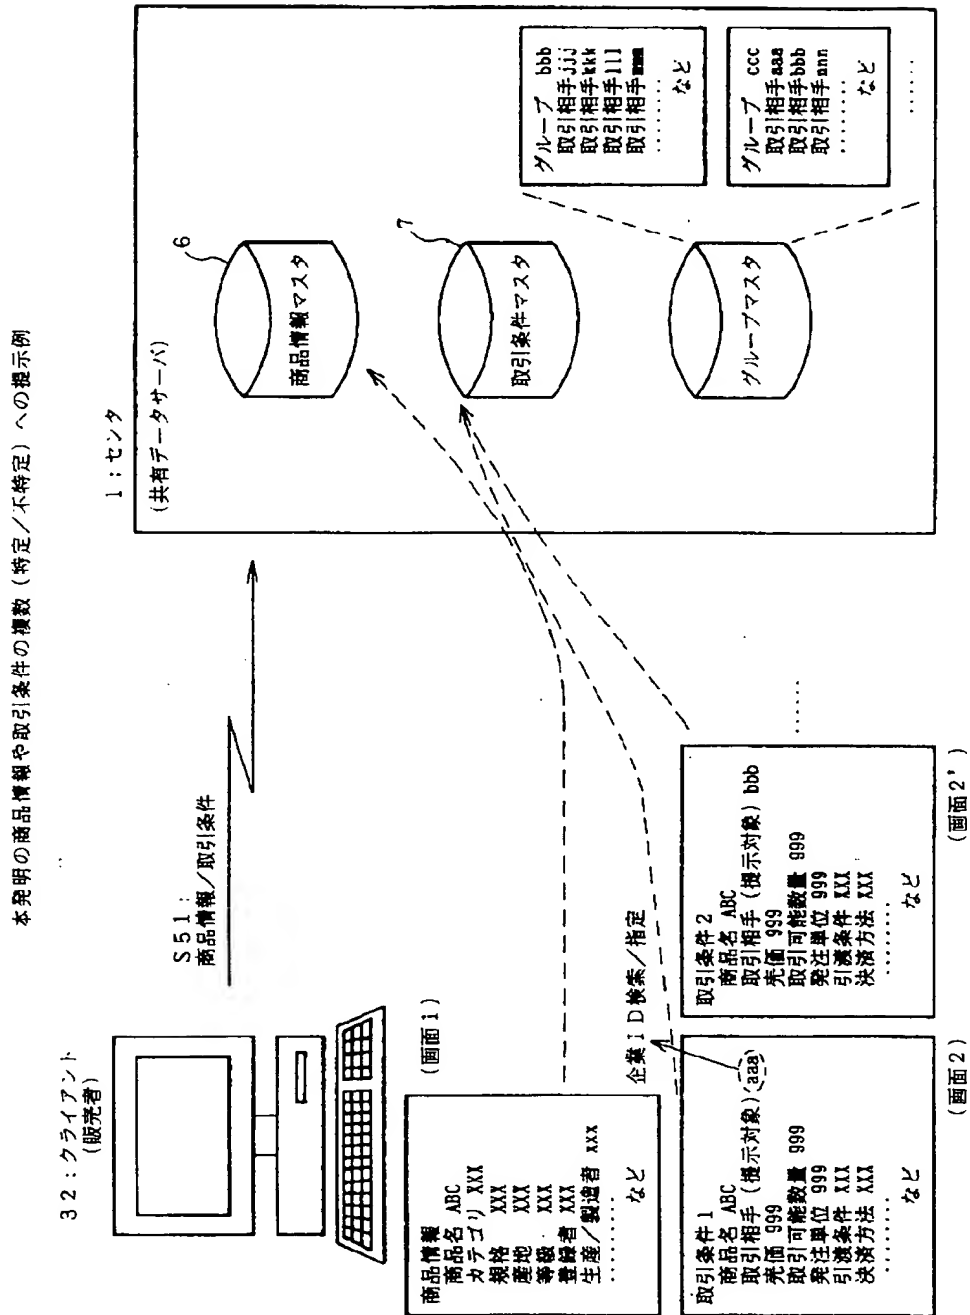 本発明の商品情報や取引条件の複数（特定／不特定）への提示例
32：クライアント
（販売者）
S51：
商品情報／取引条件
1：センタ
（共有データサーバ）
6
商品情報マスタ
7
取引条件マスタ
グループマスタ
グループ bbb
取引相手jjj
取引相手kkk
取引相手lll
取引相手mmm
………
など
グループ ccc
取引相手aaa
取引相手bbb
取引相手nnn
………
など
……
（画面1）
商品情報
商品名 ABC
カテゴリ XXX
規格 XXX
産地 XXX
等級 XXX
登録者 XXX
生産／製造者 xxx
………
など
企業ID検索／指定
取引条件1
商品名 ABC
取引相手（提示対象）aaa
売価 999
取引可能数量 999
発注単位 999
引渡条件 XXX
決済方法 XXX
………
など
（画面2）
取引条件2
商品名 ABC
取引相手（提示対象）bbb
売価 999
取引可能数量 999
発注単位 999
引渡条件 XXX
決済方法 XXX
………
など
（画面2'）
……